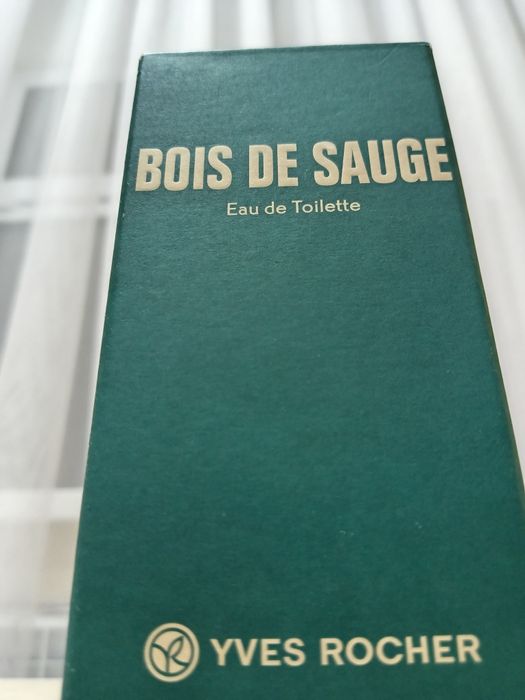 BOIS DE SAUGE
Eau de Toilette
YVES ROCHER